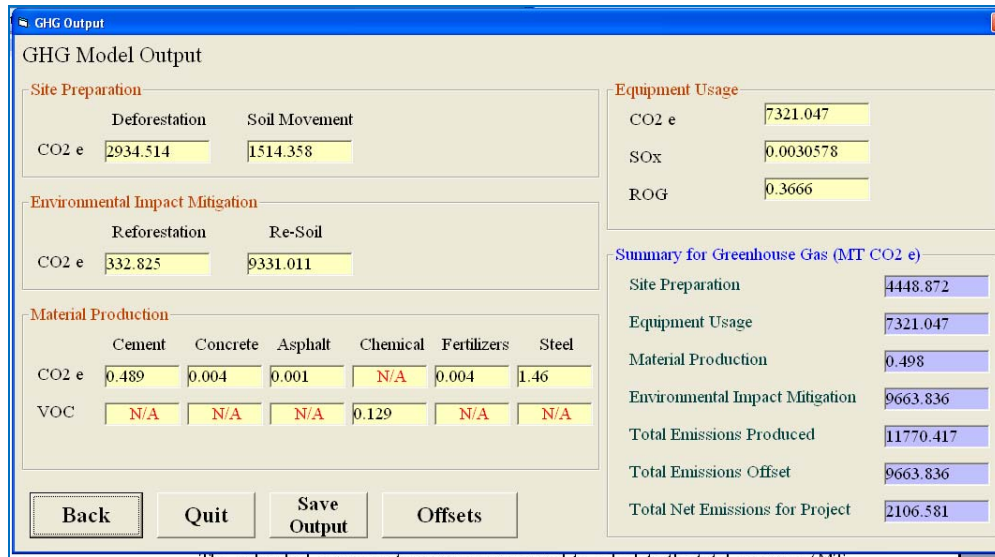 GHG Output
GHG Model Output
Site Preparation
Deforestation Soil Movement
CO2 e 2934.514 1514.358
Environmental Impact Mitigation
Reforestation Re-Soil
CO2 e 332.825 9331.011
Material Production
Cement Concrete Asphalt Chemical Fertilizers Steel
CO2 e 0.489 0.004 0.001 N/A 0.004 1.46
VOC N/A N/A N/A 0.129 N/A N/A
Back Quit Save Output Offsets
Equipment Usage
CO2 e 7321.047
SOx 0.0030578
ROG 0.3666
Summary for Greenhouse Gas (MT CO2 e)
Site Preparation 4448.872
Equipment Usage 7321.047
Material Production 0.498
Environmental Impact Mitigation 9663.836
Total Emissions Produced 11770.417
Total Emissions Offset 9663.836
Total Net Emissions for Project 2106.581